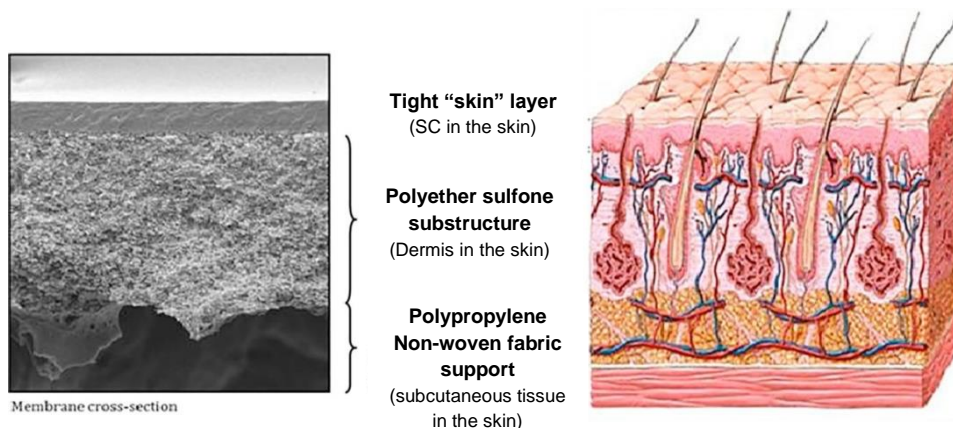 Tight “skin” layer
(SC in the skin)
Polyether sulfone
substructure
(Dermis in the skin)
Polypropylene
Non-woven fabric
support
(subcutaneous tissue
in the skin)
Membrane cross-section